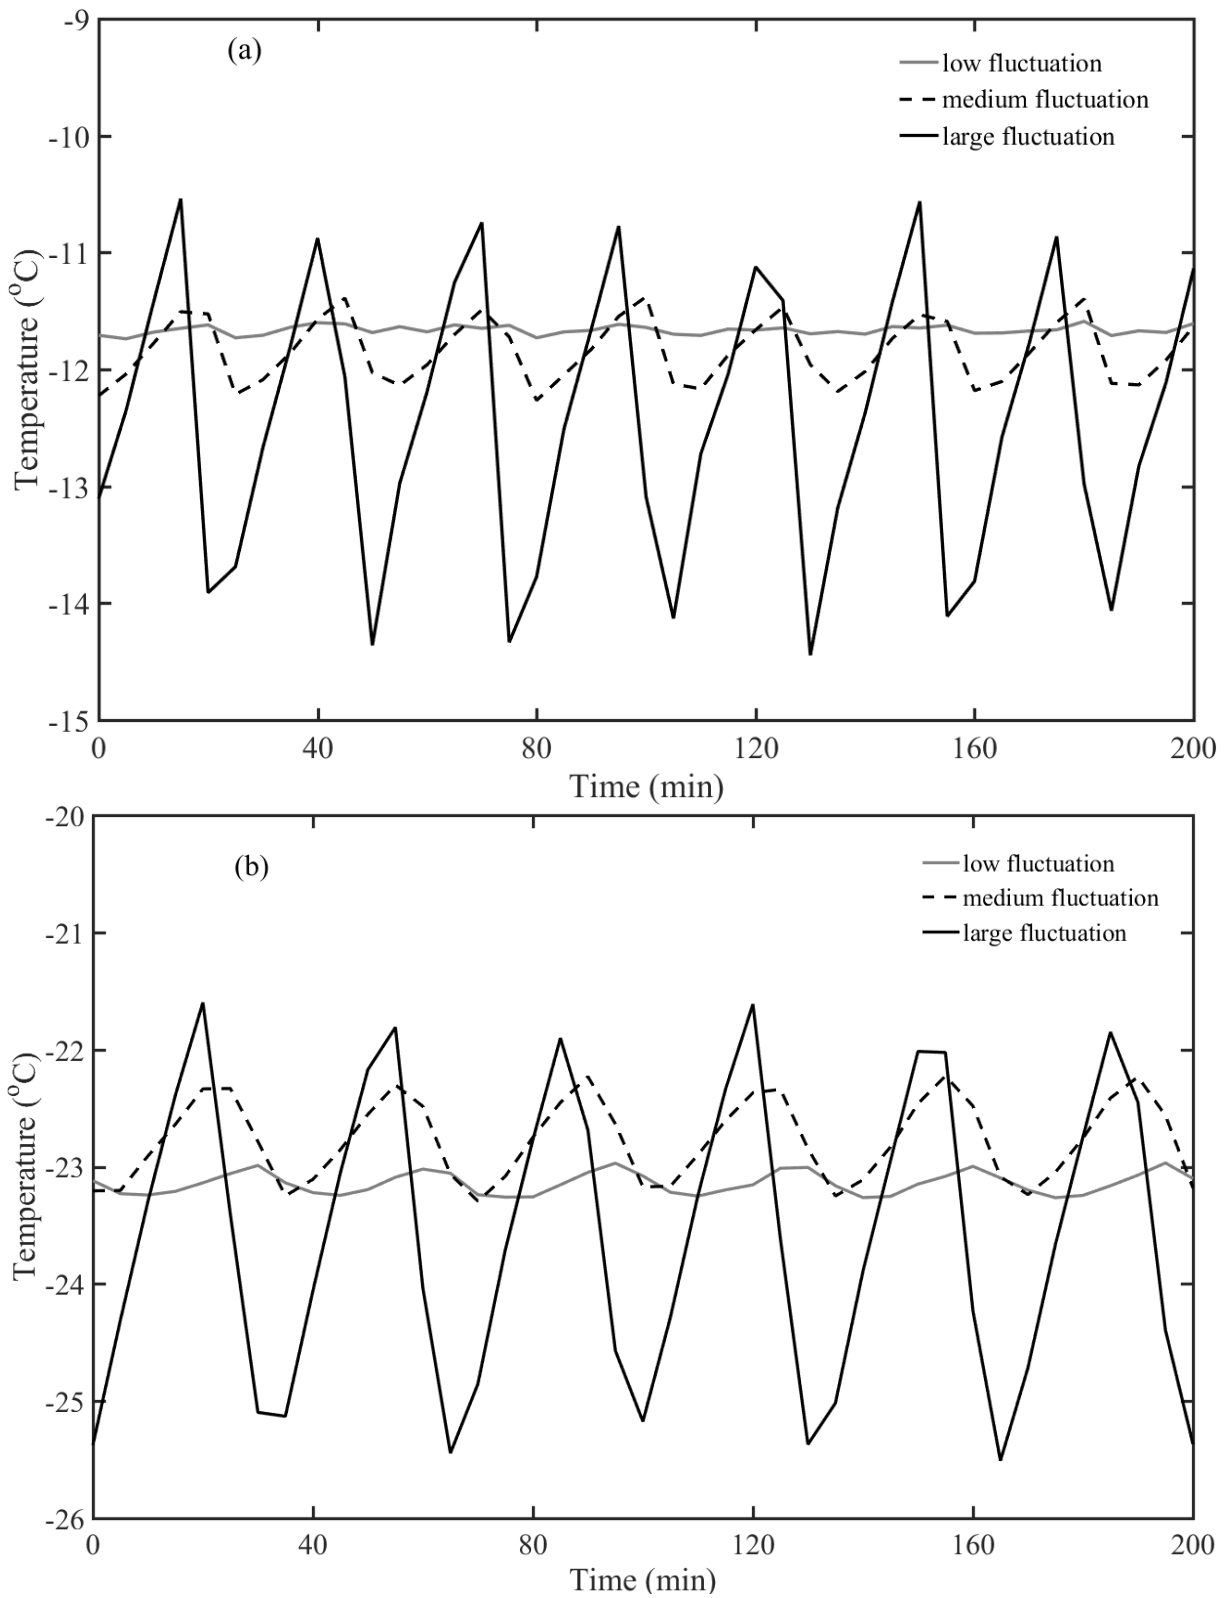 -9
(a)
low fluctuation
medium fluctuation
large fluctuation
-10
-11
-12
-13
-14
-15
Temperature (°C)
0 40 80 120 160 200
Time (min)
-20
(b)
low fluctuation
medium fluctuation
large fluctuation
-21
-22
-23
-24
-25
-26
Temperature (°C)
0 40 80 120 160 200
Time (min)